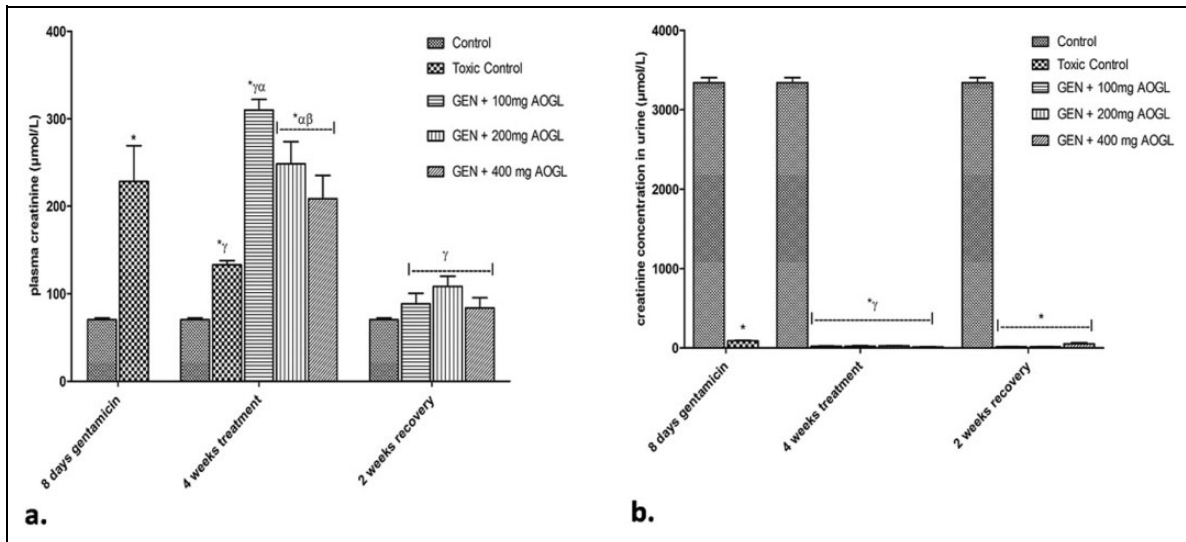 400
300
200
100
0
plasma creatinine (µmol/L)
*
*γ
*γα
*αβ
γ
Control
Toxic Control
GEN + 100mg AOGL
GEN + 200mg AOGL
GEN + 400 mg AOGL
8 days gentamicin
4 weeks treatment
2 weeks recovery
a.
4000
3000
2000
1000
0
creatinine concentration in urine (µmol/L)
*
*γ
*
Control
Toxic Control
GEN + 100mg AOGL
GEN + 200mg AOGL
GEN + 400 mg AOGL
8 days gentamicin
4 weeks treatment
2 weeks recovery
b.